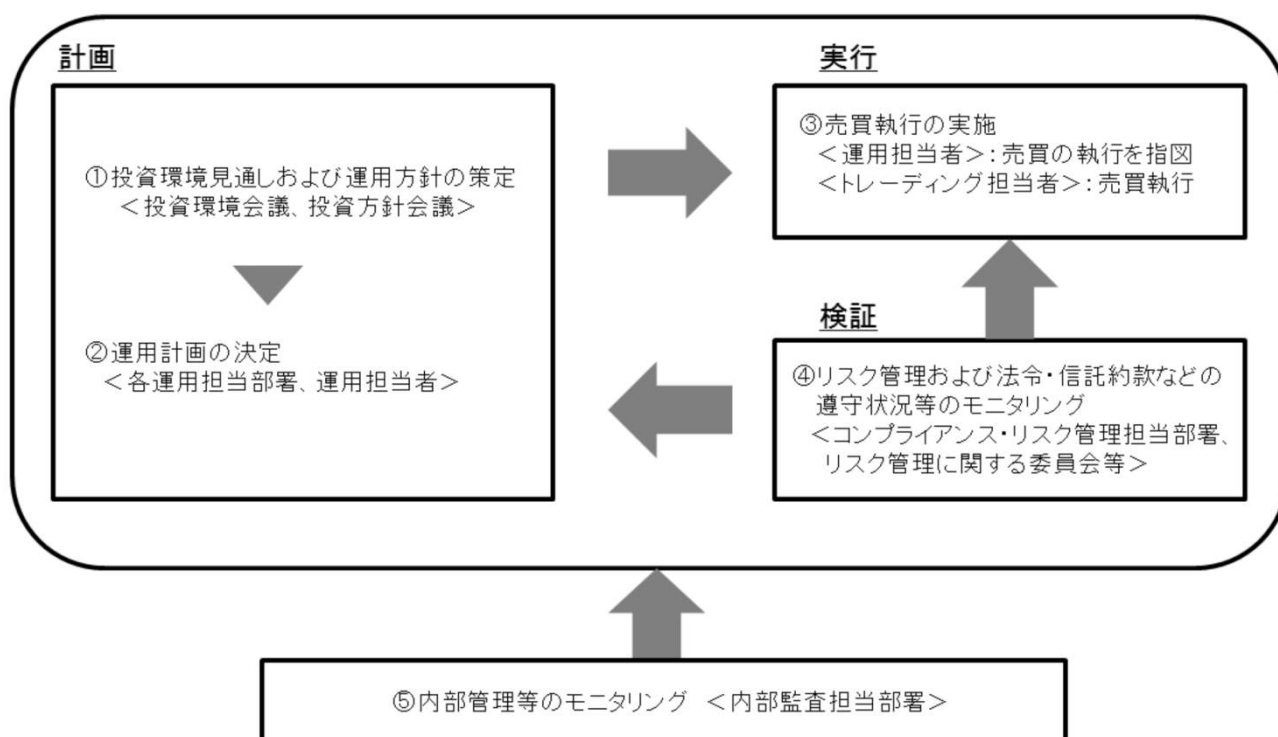 計画
①投資環境見通しおよび運用方針の策定
＜投資環境会議、投資方針会議＞
②運用計画の決定
＜各運用担当部署、運用担当者＞
実行
③売買執行の実施
＜運用担当者＞：売買の執行を指図
＜トレーディング担当者＞：売買執行
検証
④リスク管理および法令・信託約款などの
遵守状況等のモニタリング
＜コンプライアンス・リスク管理担当部署、
リスク管理に関する委員会等＞
⑤内部管理等のモニタリング ＜内部監査担当部署＞